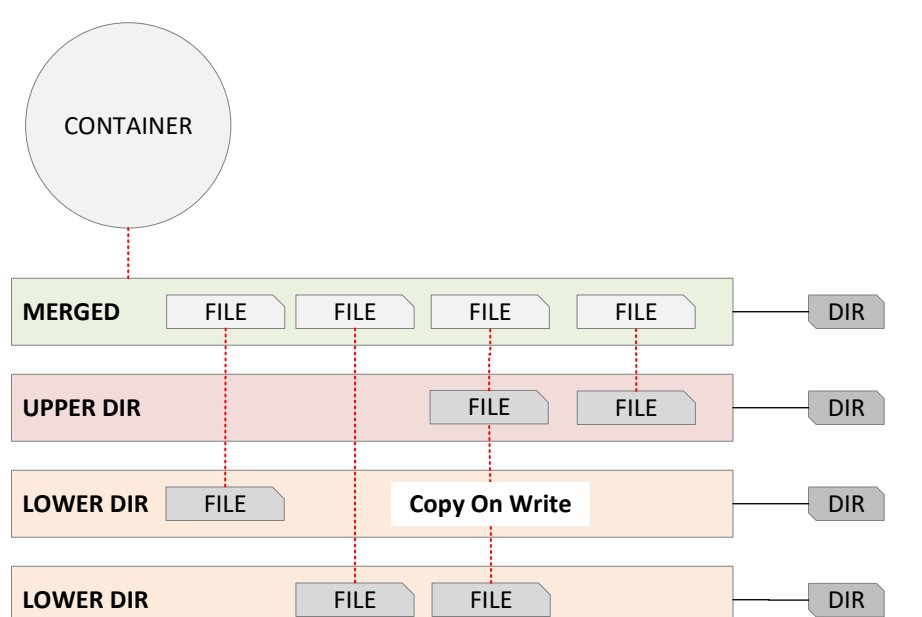 CONTAINER
MERGED FILE FILE FILE FILE DIR
UPPER DIR FILE FILE DIR
LOWER DIR FILE Copy On Write DIR
LOWER DIR FILE FILE DIR